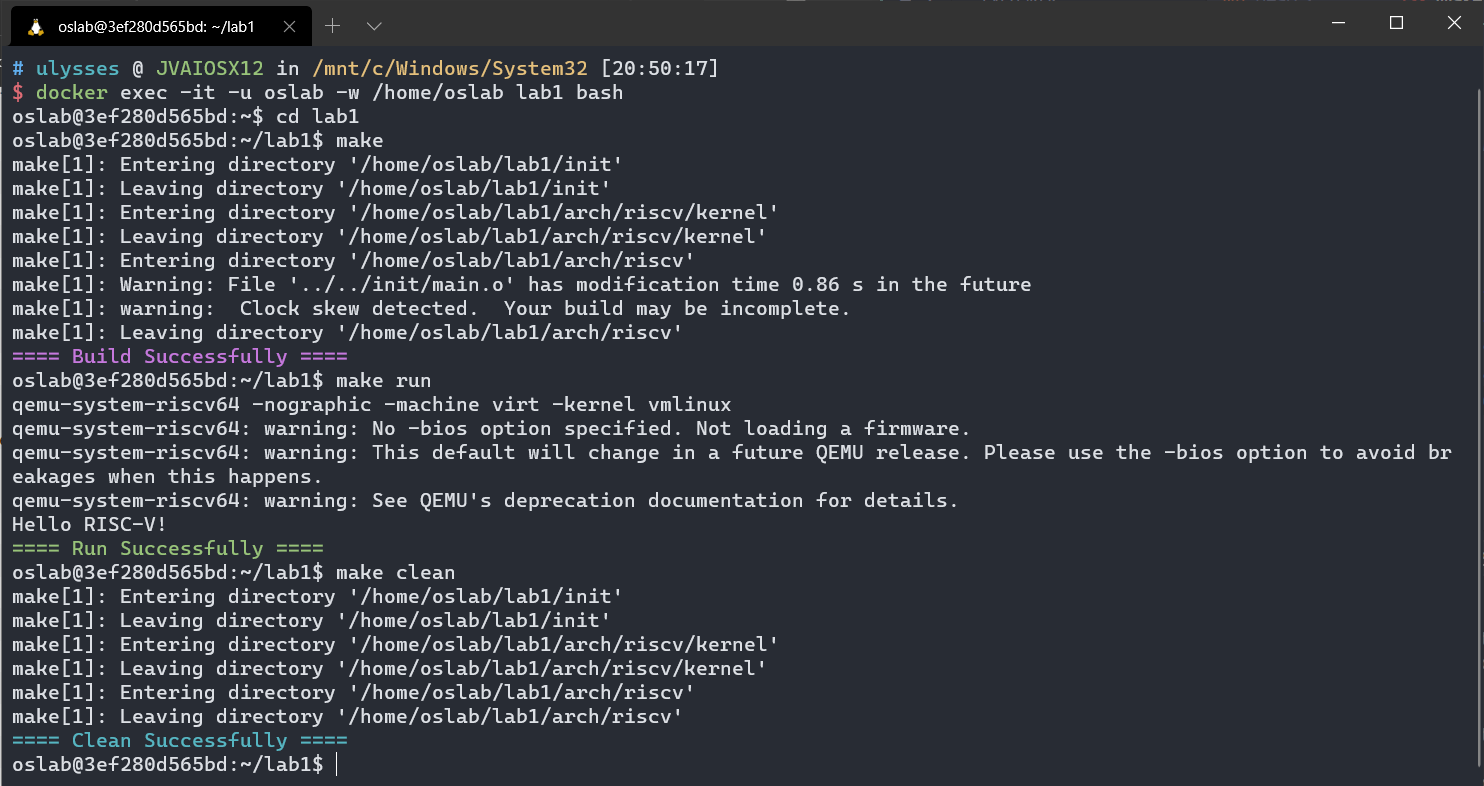 oslab@3ef280d565bd: ~/lab1
# ulysses @ JVAIOSX12 in /mnt/c/Windows/System32 [20:50:17]
$ docker exec -it -u oslab -w /home/oslab lab1 bash
oslab@3ef280d565bd:~$ cd lab1
oslab@3ef280d565bd:~/lab1$ make
make[1]: Entering directory '/home/oslab/lab1/init'
make[1]: Leaving directory '/home/oslab/lab1/init'
make[1]: Entering directory '/home/oslab/lab1/arch/riscv/kernel'
make[1]: Leaving directory '/home/oslab/lab1/arch/riscv/kernel'
make[1]: Entering directory '/home/oslab/lab1/arch/riscv'
make[1]: Warning: File '../../init/main.o' has modification time 0.86 s in the future
make[1]: warning:  Clock skew detected.  Your build may be incomplete.
make[1]: Leaving directory '/home/oslab/lab1/arch/riscv'
==== Build Successfully ====
oslab@3ef280d565bd:~/lab1$ make run
qemu-system-riscv64 -nographic -machine virt -kernel vmlinux
qemu-system-riscv64: warning: No -bios option specified. Not loading a firmware.
qemu-system-riscv64: warning: This default will change in a future QEMU release. Please use the -bios option to avoid br
eakages when this happens.
qemu-system-riscv64: warning: See QEMU's deprecation documentation for details.
Hello RISC-V!
==== Run Successfully ====
oslab@3ef280d565bd:~/lab1$ make clean
make[1]: Entering directory '/home/oslab/lab1/init'
make[1]: Leaving directory '/home/oslab/lab1/init'
make[1]: Entering directory '/home/oslab/lab1/arch/riscv/kernel'
make[1]: Leaving directory '/home/oslab/lab1/arch/riscv/kernel'
make[1]: Entering directory '/home/oslab/lab1/arch/riscv'
make[1]: Leaving directory '/home/oslab/lab1/arch/riscv'
==== Clean Successfully ====
oslab@3ef280d565bd:~/lab1$